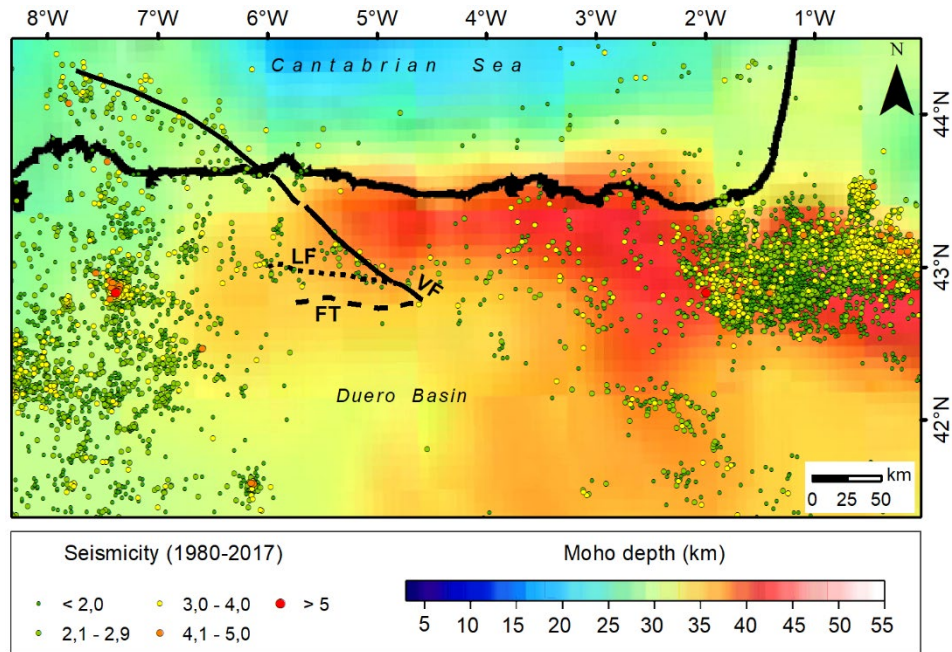 8°W 7°W 6°W 5°W 4°W 3°W 2°W 1°W
Cantabrian Sea
N
44°N
43°N
42°N
LF
VF
FT
Duero Basin
km
0 25 50
Seismicity (1980-2017)
< 2,0
3,0 - 4,0
> 5
2,1 - 2,9
4,1 - 5,0
Moho depth (km)
5 10 15 20 25 30 35 40 45 50 55